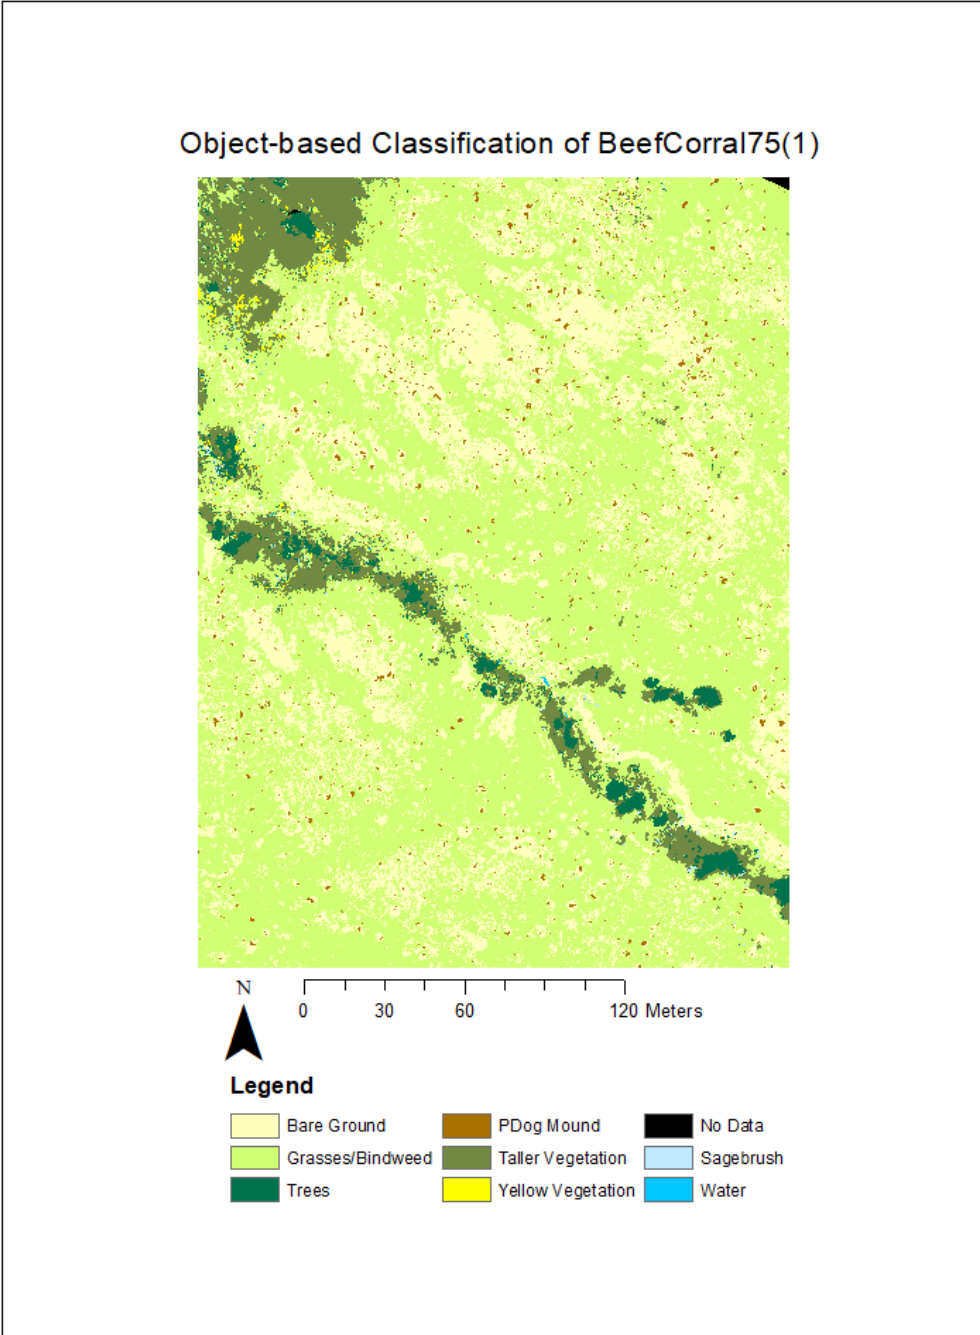 Object-based Classification of BeefCorral75(1)
N
0 30 60 120 Meters
Legend
Bare Ground PDog Mound No Data
Grasses/Bindweed Taller Vegetation Sagebrush
Trees Yellow Vegetation Water